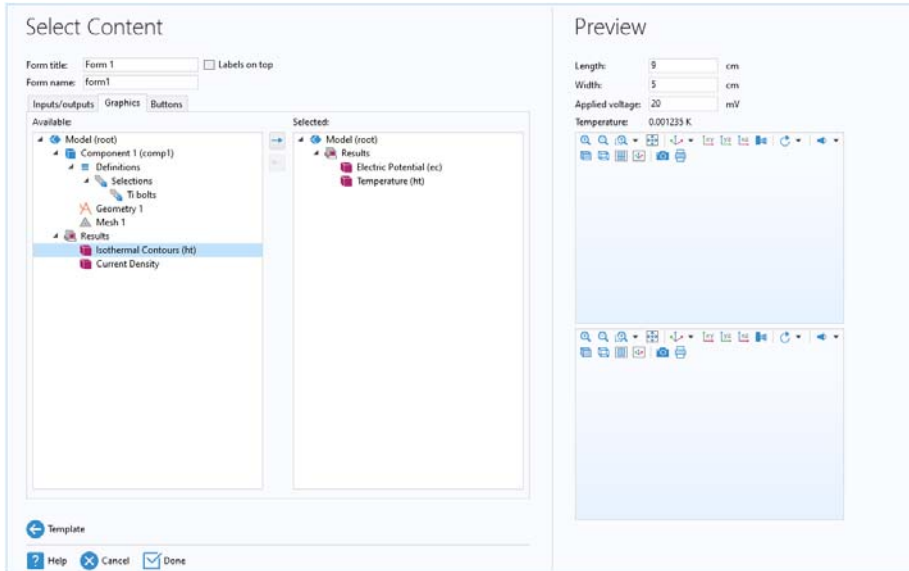 Select Content
Form title: Form 1 Labels on top
Form name: form1
Inputs/outputs Graphics Buttons
Available:
Model (root)
Component 1 (comp1)
Definitions
Selections
Ti bolts
Geometry 1
Mesh 1
Results
Isothermal Contours (ht)
Current Density
Selected:
Model (root)
Results
Electric Potential (ec)
Temperature (ht)
Template
Help Cancel Done
Preview
Length: 9 cm
Width: 5 cm
Applied voltage: 20 mV
Temperature: 0.001235 K